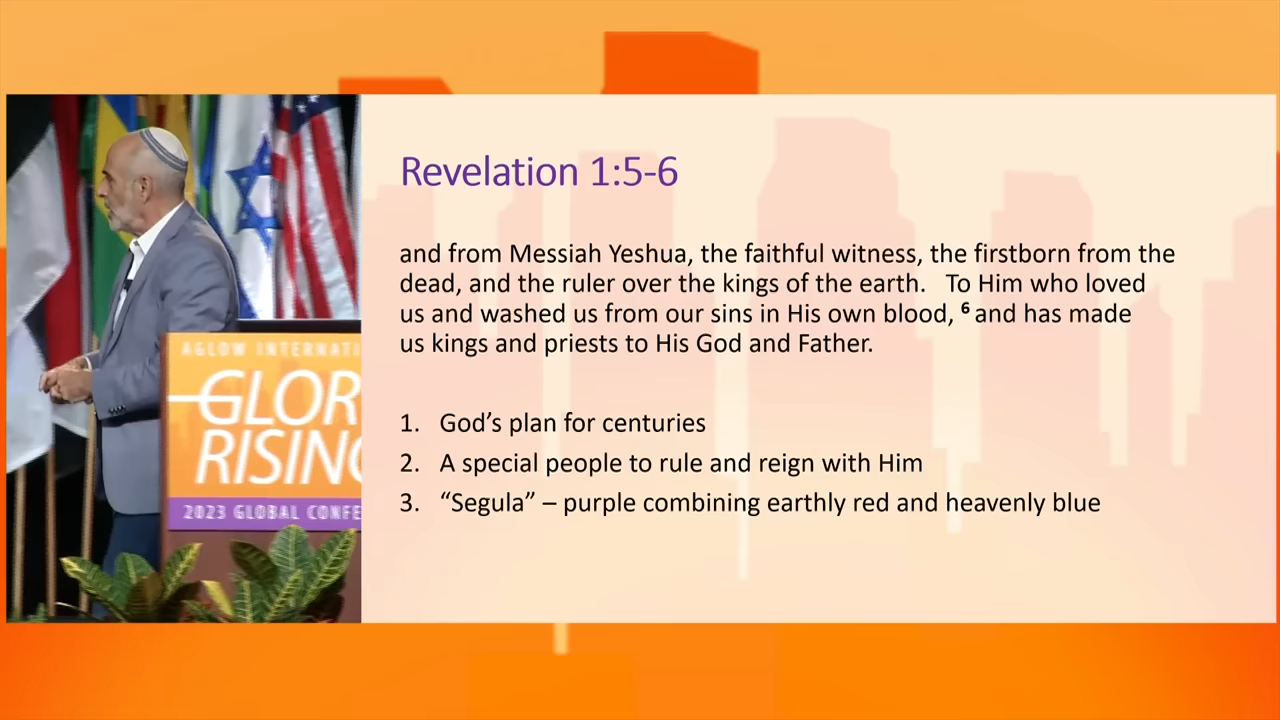 Revelation 1:5-6
and from Messiah Yeshua, the faithful witness, the firstborn from the
dead, and the ruler over the kings of the earth. To Him who loved
us and washed us from our sins in His own blood, 6 and has made
us kings and priests to His God and Father.
1. God’s plan for centuries
2. A special people to rule and reign with Him
3. “Segula” – purple combining earthly red and heavenly blue
AGLOW INTERNATI
GLOR
RISING
2023 GLOBAL CONFE